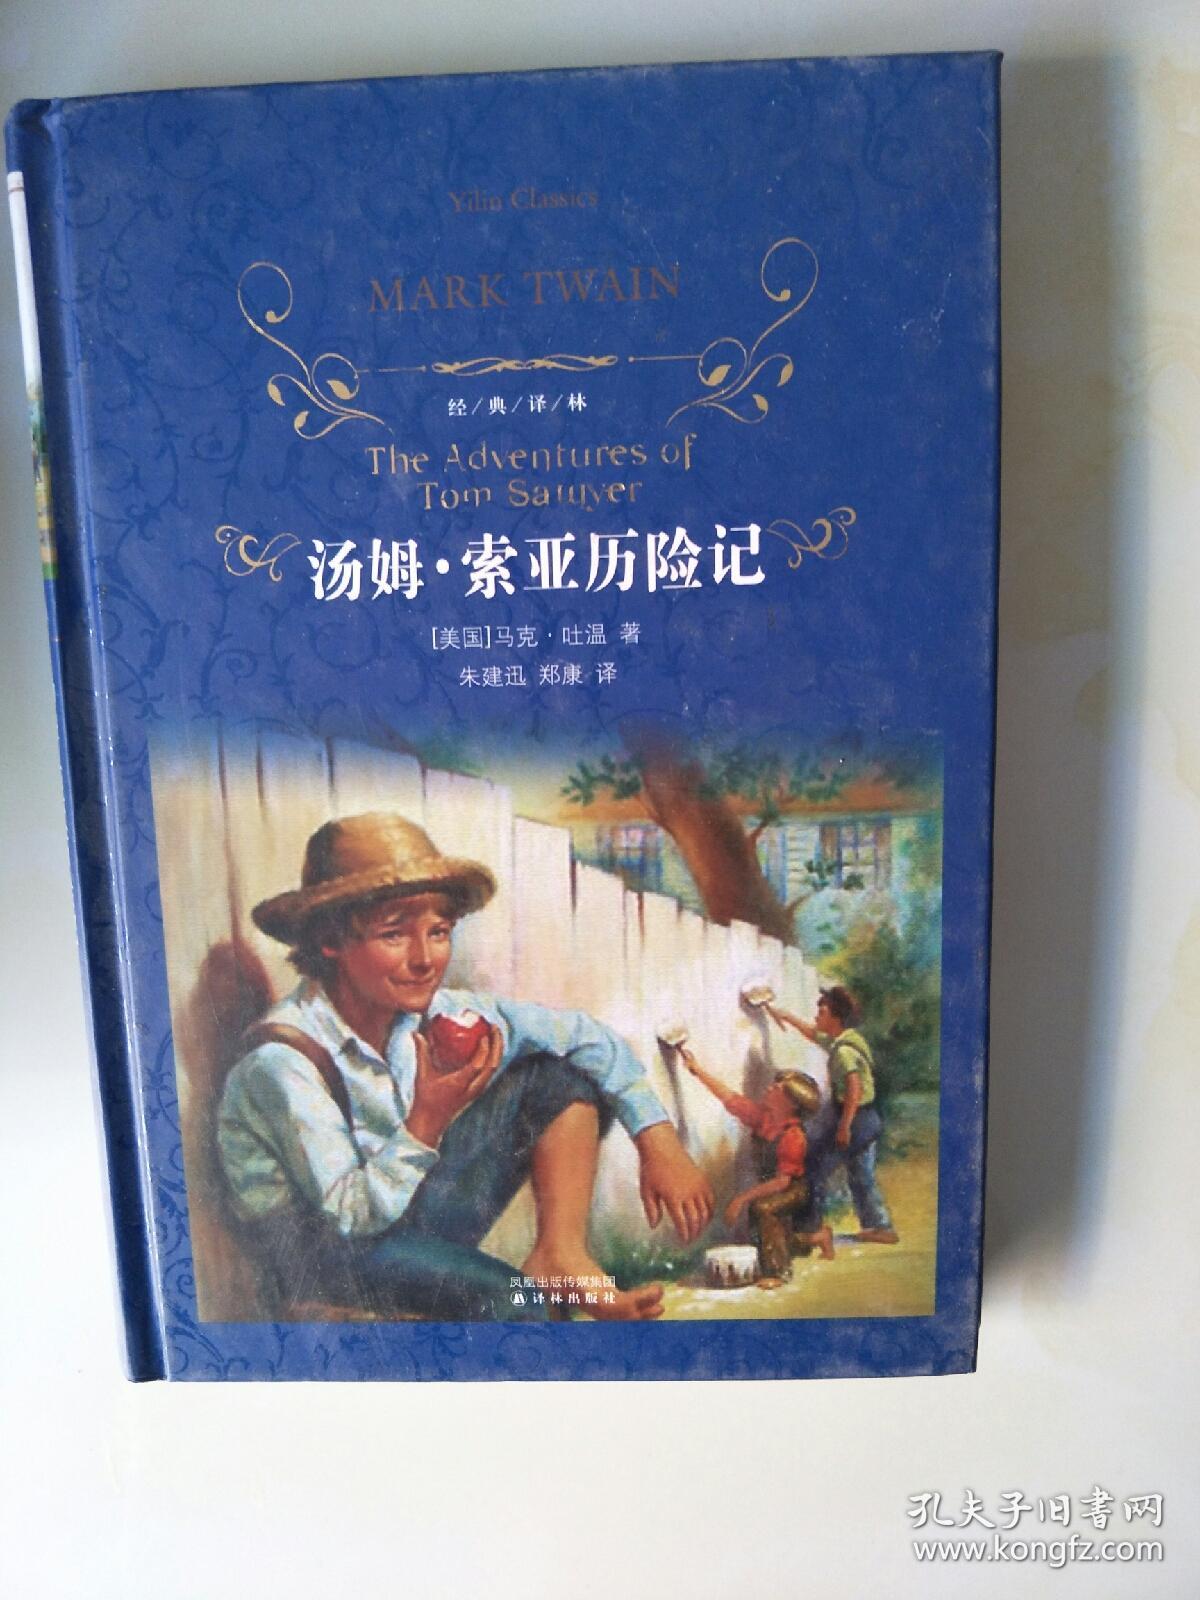 Yilin Classics
MARK TWAIN
经/典/译/林
The Adventures of
Tom Sawyer
汤姆·索亚历险记
[美国]马克·吐温 著
朱建迅 郑康 译
凤凰出版传媒集团
译林出版社
孔夫子旧书网
www.kongfz.com